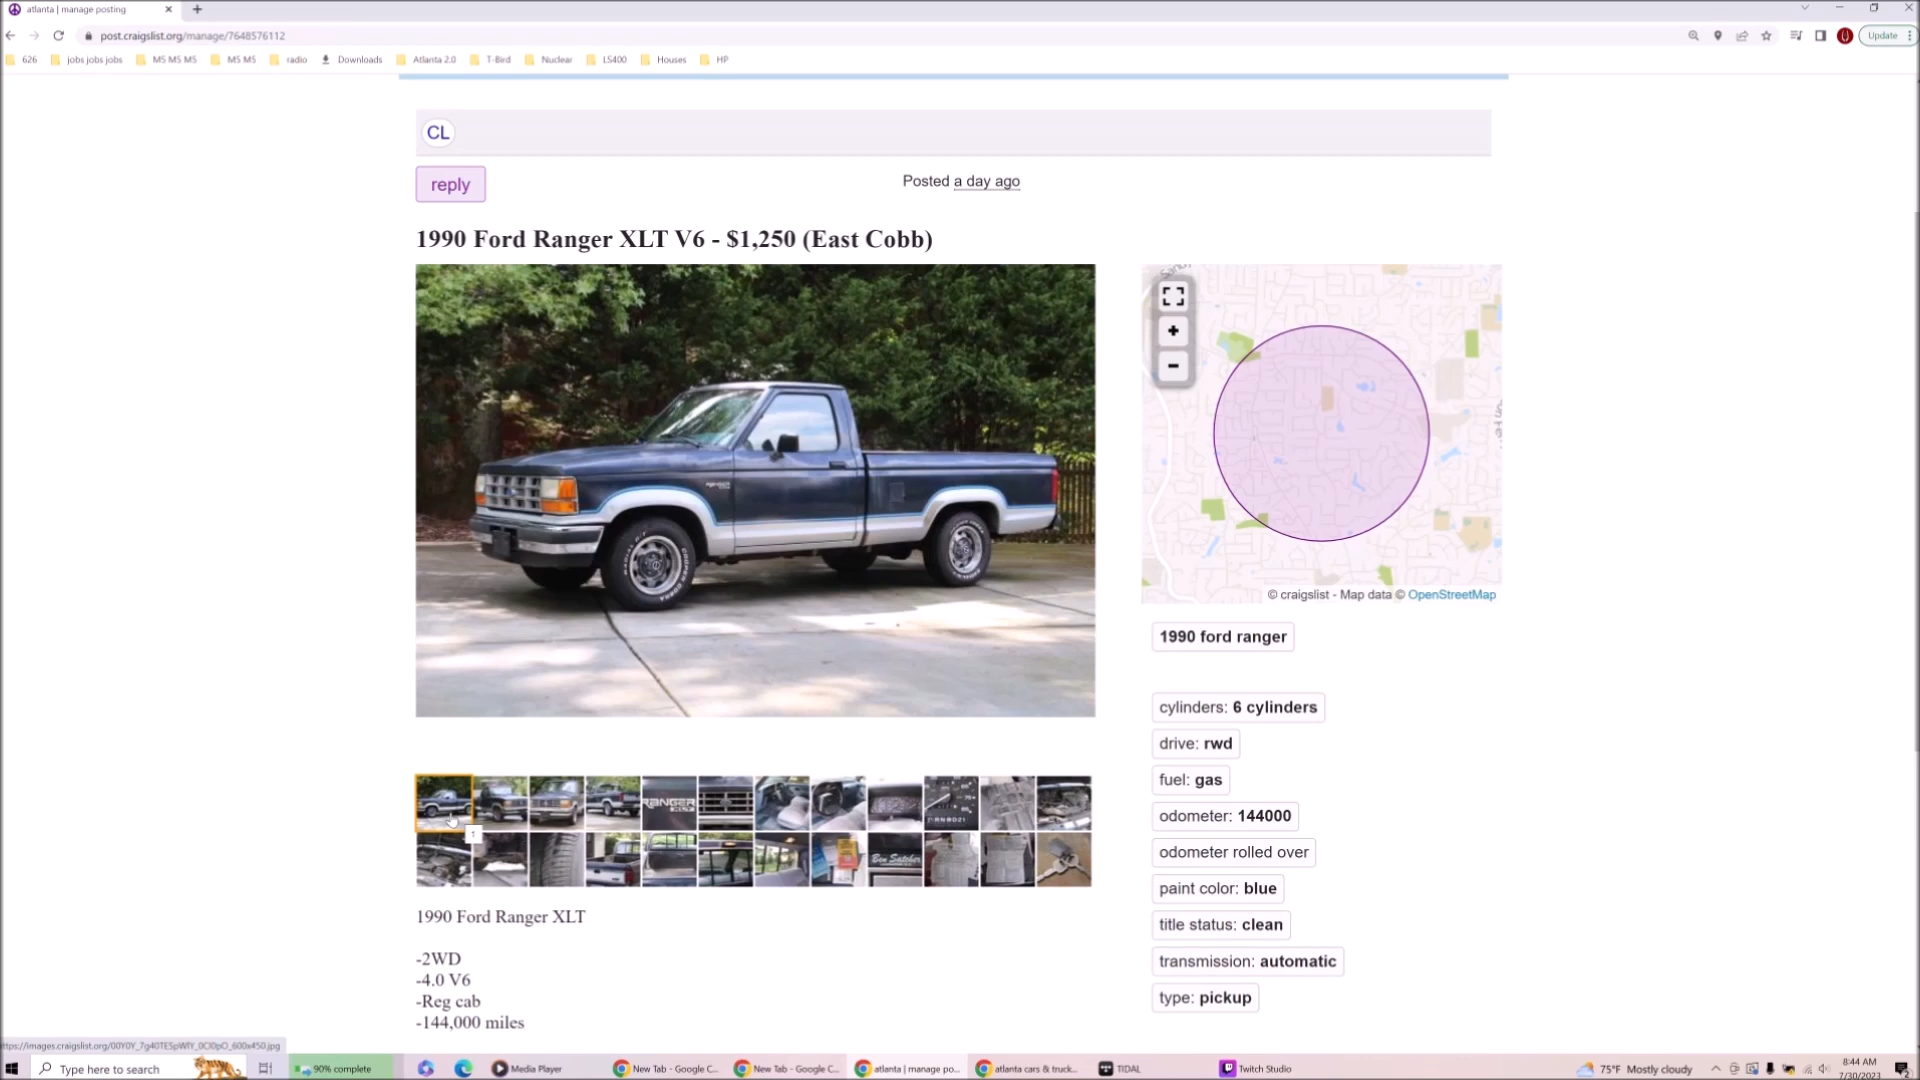 atlanta | manage posting
post.craigslist.org/manage/7648576112
Update
626
jobs jobs jobs
M5 M5 M5
M5 M5
radio
Downloads
Atlanta 2.0
T-Bird
Nuclear
LS400
Houses
HP
CL
reply
Posted a day ago
1990 Ford Ranger XLT V6 - $1,250 (East Cobb)
© craigslist - Map data © OpenStreetMap
1990 ford ranger
cylinders: 6 cylinders
drive: rwd
fuel: gas
odometer: 144000
odometer rolled over
paint color: blue
title status: clean
transmission: automatic
type: pickup
RANGER
XLT
1
1990 Ford Ranger XLT
-2WD
-4.0 V6
-Reg cab
-144,000 miles
Type here to search
90% complete
Media Player
New Tab - Google C...
New Tab - Google C...
atlanta | manage po...
atlanta cars & truck...
TIDAL
Twitch Studio
75°F Mostly cloudy
8:44 AM
7/30/2023